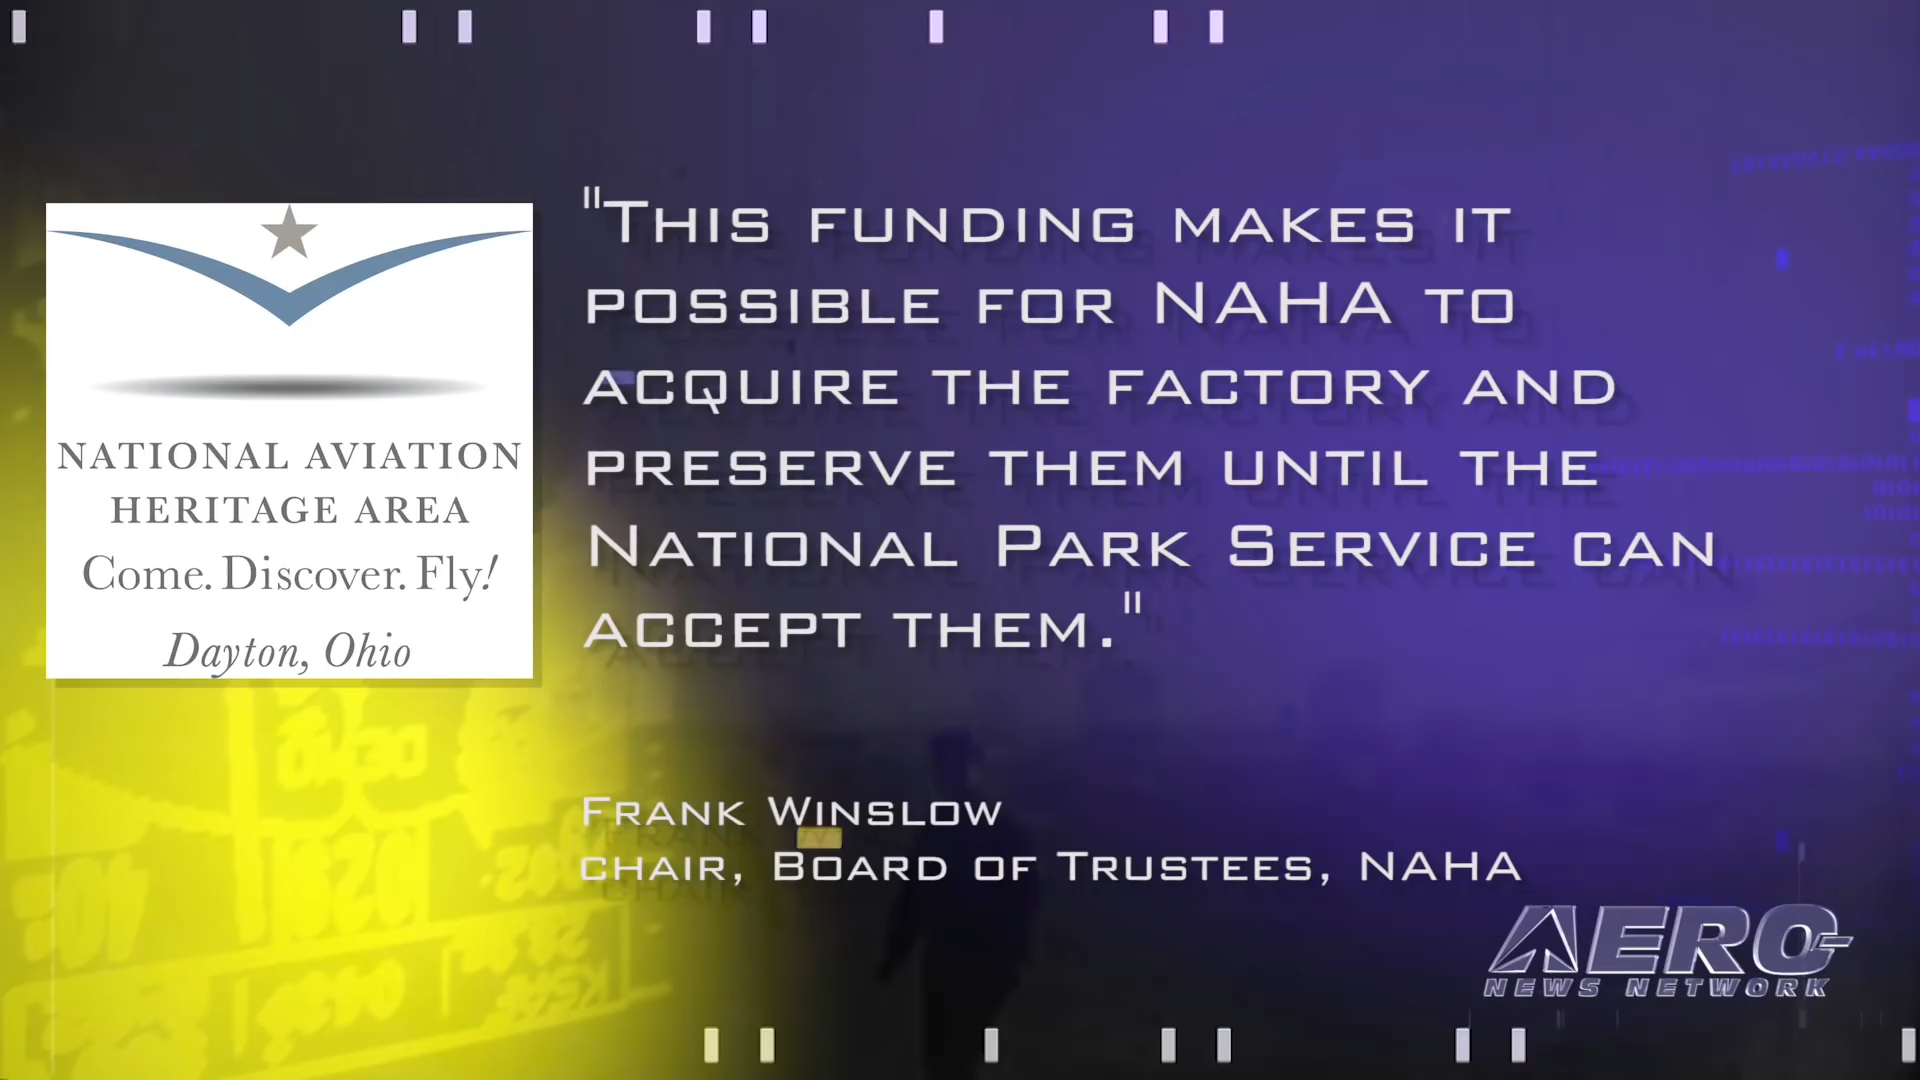 NATIONAL AVIATION
HERITAGE AREA
Come. Discover. Fly!
Dayton, Ohio
"This funding makes it
possible for NAHA to
acquire the factory and
preserve them until the
National Park Service can
accept them."
Frank Winslow
chair, Board of Trustees, NAHA
AERO-
NEWS NETWORK